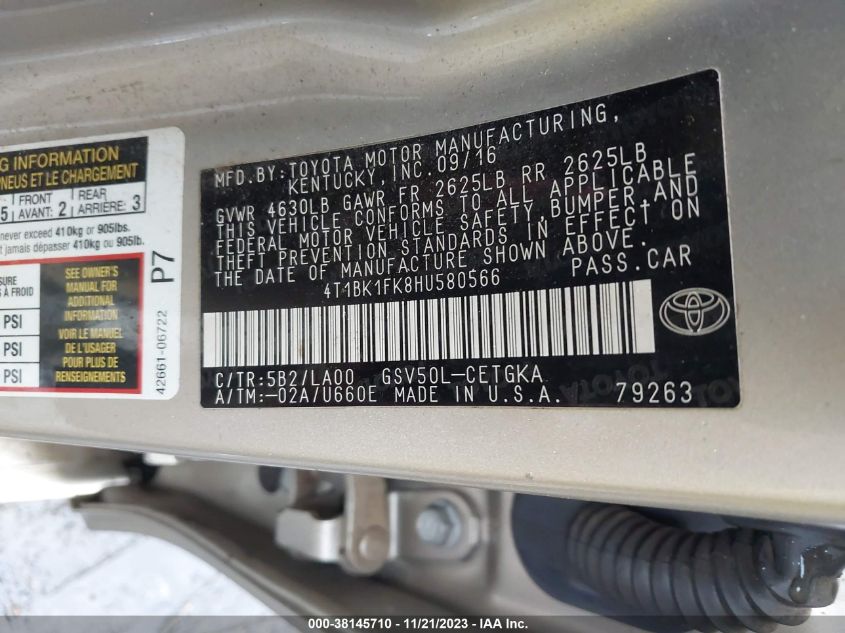 G INFORMATION
PNEUS ET LE CHARGEMENT
5 FRONT AVANT: 2 REAR ARRIÈRE: 3
never exceed 410kg or 905lbs.
jamais dépasser 410kg ou 905lb.
À FROID
PSI
PSI
PSI
SEE OWNER'S
MANUAL
FOR
ADDITIONAL
INFORMATION
VOIR LE
MANUEL DE
L'USAGER
POUR PLUS DE
RENSEIGNEMENTS
P7
42661-06722
MFD.BY:TOYOTA MOTOR MANUFACTURING,
KENTUCKY, INC.09/16
GVWR 4630LB GAWR FR 2625LB RR 2625LB
THIS VEHICLE CONFORMS TO ALL APPLICABLE
FEDERAL MOTOR VEHICLE SAFETY,BUMPER,AND
THEFT PREVENTION STANDARDS IN EFFECT ON
THE DATE OF MANUFACTURE SHOWN ABOVE.
4T1BK1FK8HU580566 PASS.CAR
C/TR:5B2/LA00 GSV50L-CETGKA
A/TM:-02A/U660E MADE IN U.S.A. 79263
000-38145710 - 11/21/2023 - IAAI.com